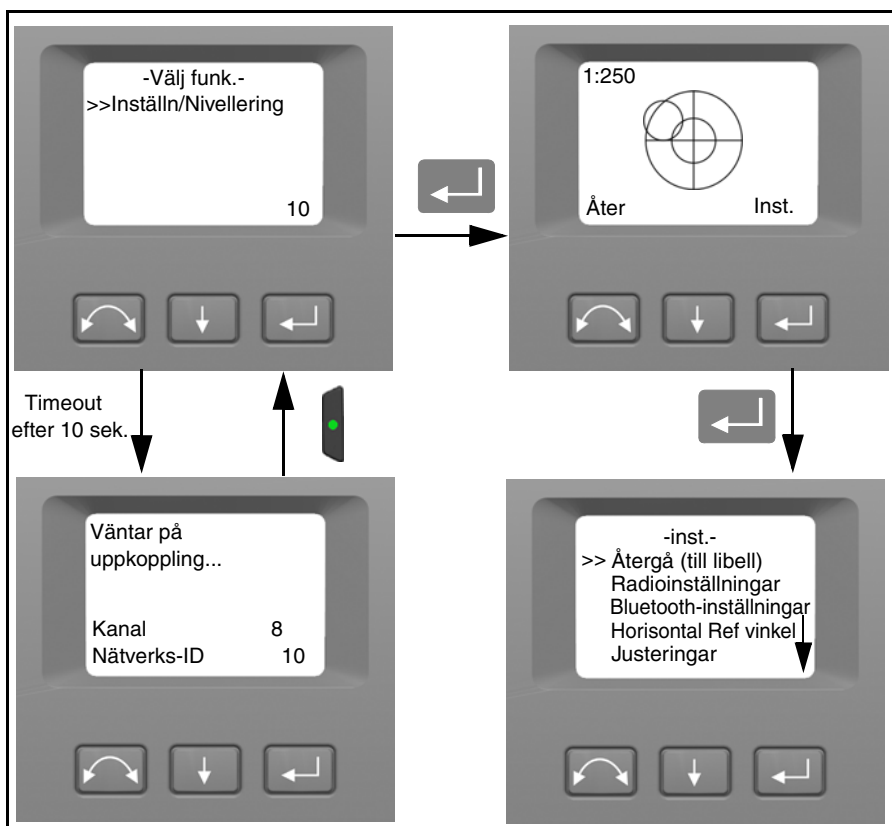 -Välj funk.-
>>Inställn/Nivellering
10
1:250
Åter Inst.
Timeout
efter 10 sek.
Väntar på
uppkoppling...
Kanal 8
Nätverks-ID 10
-inst.-
>> Återgå (till libell)
Radioinställningar
Bluetooth-inställningar
Horisontal Ref vinkel
Justeringar